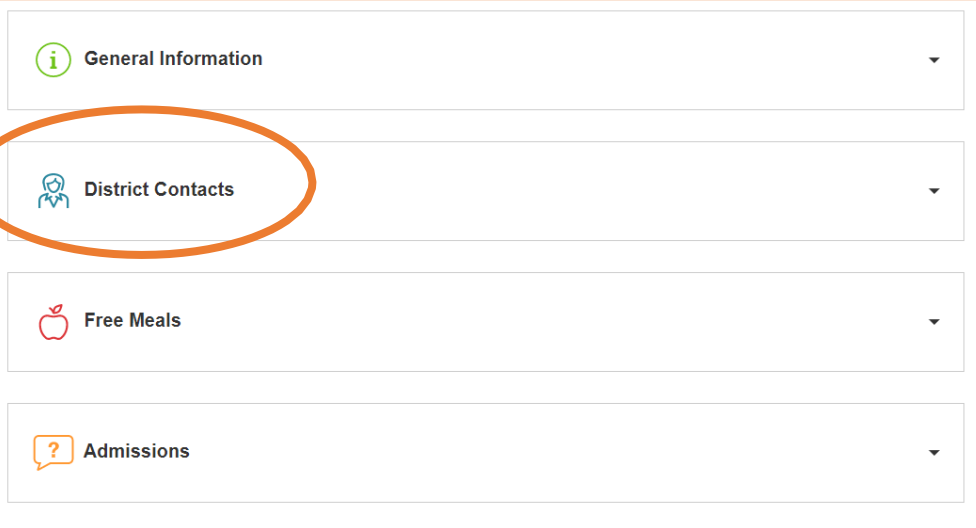 General Information
District Contacts
Free Meals
?
Admissions